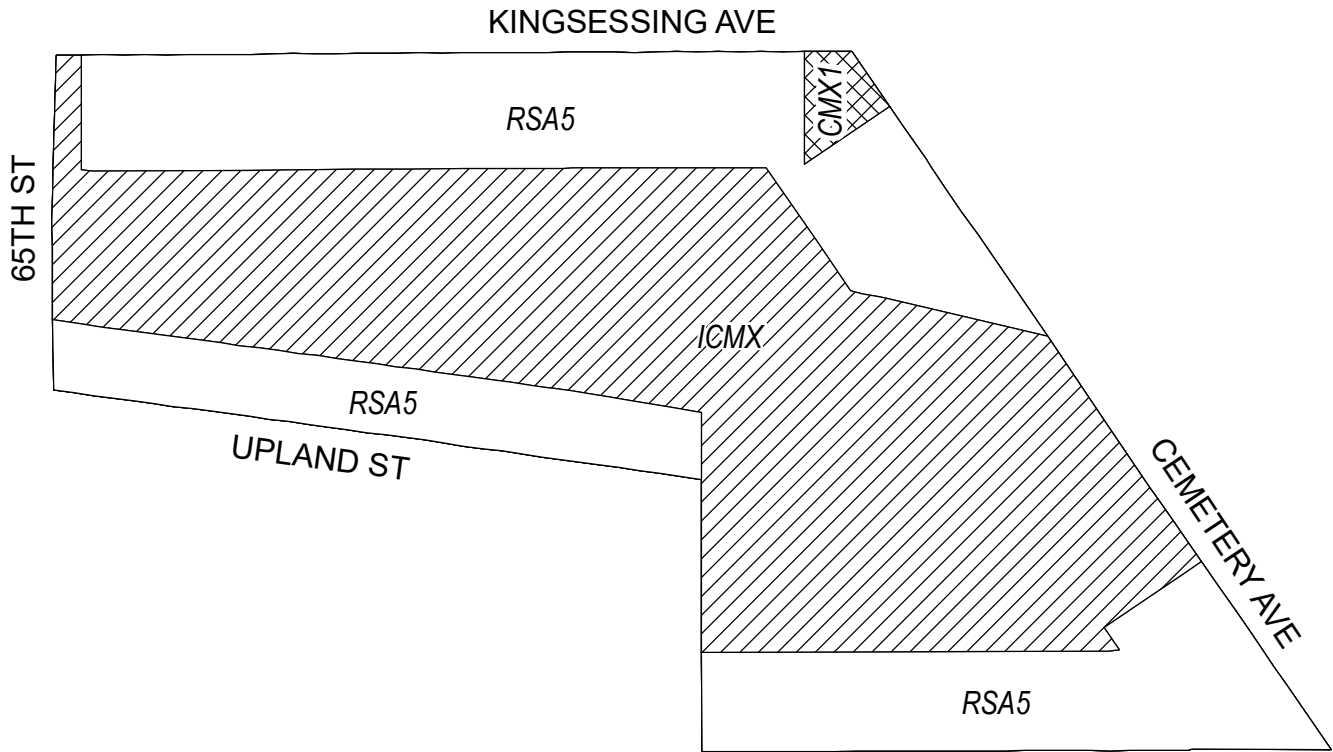 KINGSESSING AVE
RSA5
CMX1
65TH ST
ICMX
RSA5
UPLAND ST
CEMETERY AVE
RSA5